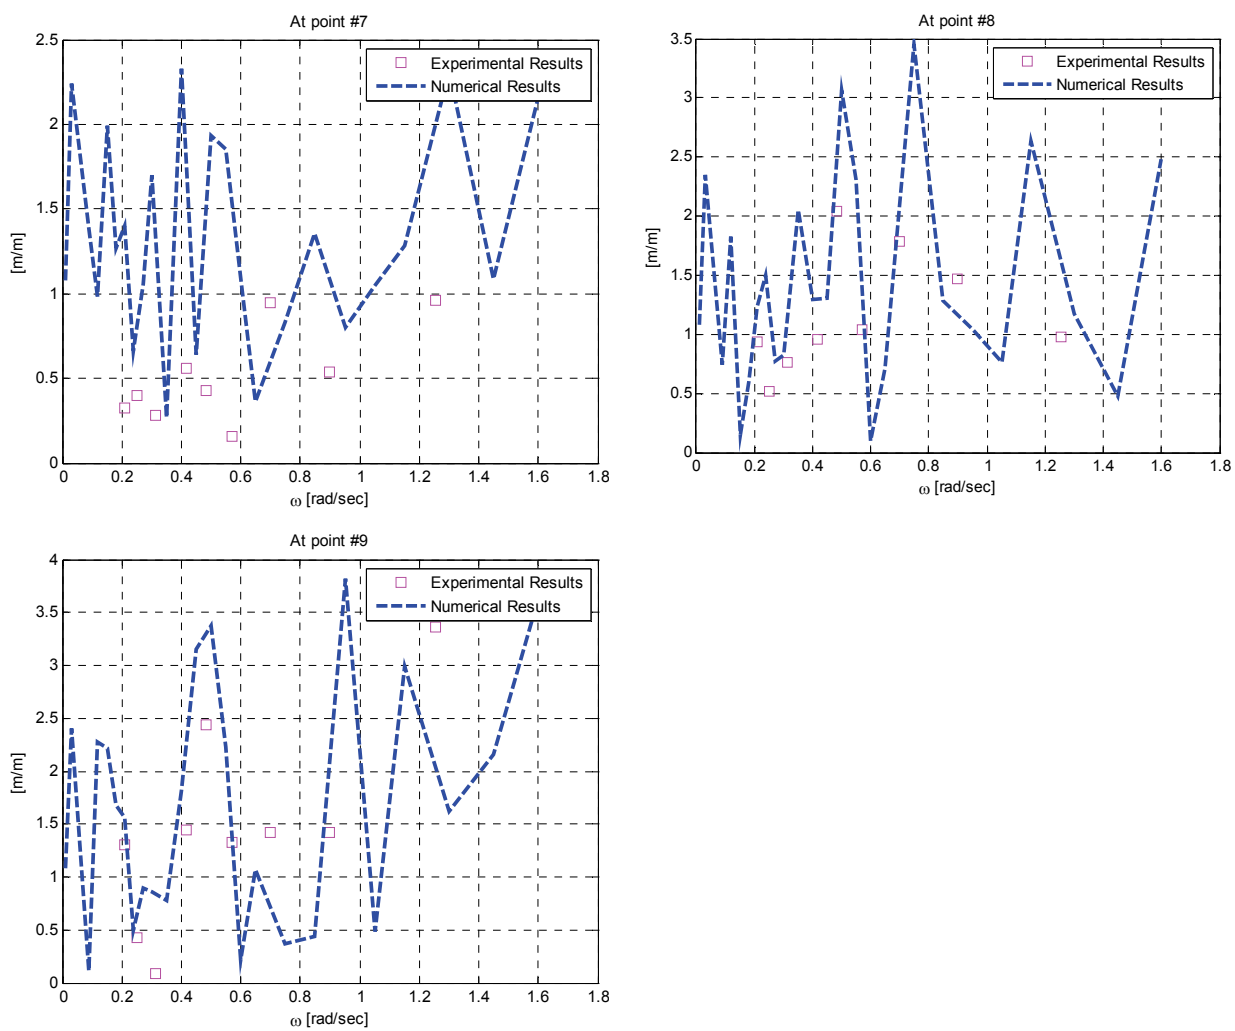 At point #7
2.5
2
1.5
1
0.5
0
[m/m]
Experimental Results
Numerical Results
0 0.2 0.4 0.6 0.8 1 1.2 1.4 1.6 1.8
ω [rad/sec]
At point #8
3.5
3
2.5
2
1.5
1
0.5
0
[m/m]
Experimental Results
Numerical Results
0 0.2 0.4 0.6 0.8 1 1.2 1.4 1.6 1.8
ω [rad/sec]
At point #9
4
3.5
3
2.5
2
1.5
1
0.5
0
[m/m]
Experimental Results
Numerical Results
0 0.2 0.4 0.6 0.8 1 1.2 1.4 1.6 1.8
ω [rad/sec]